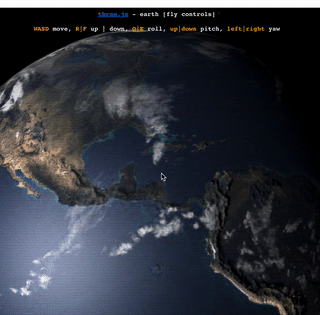 three.js - earth [fly controls]
WASD move, R|F up | down, Q|E roll, up|down pitch, left|right yaw